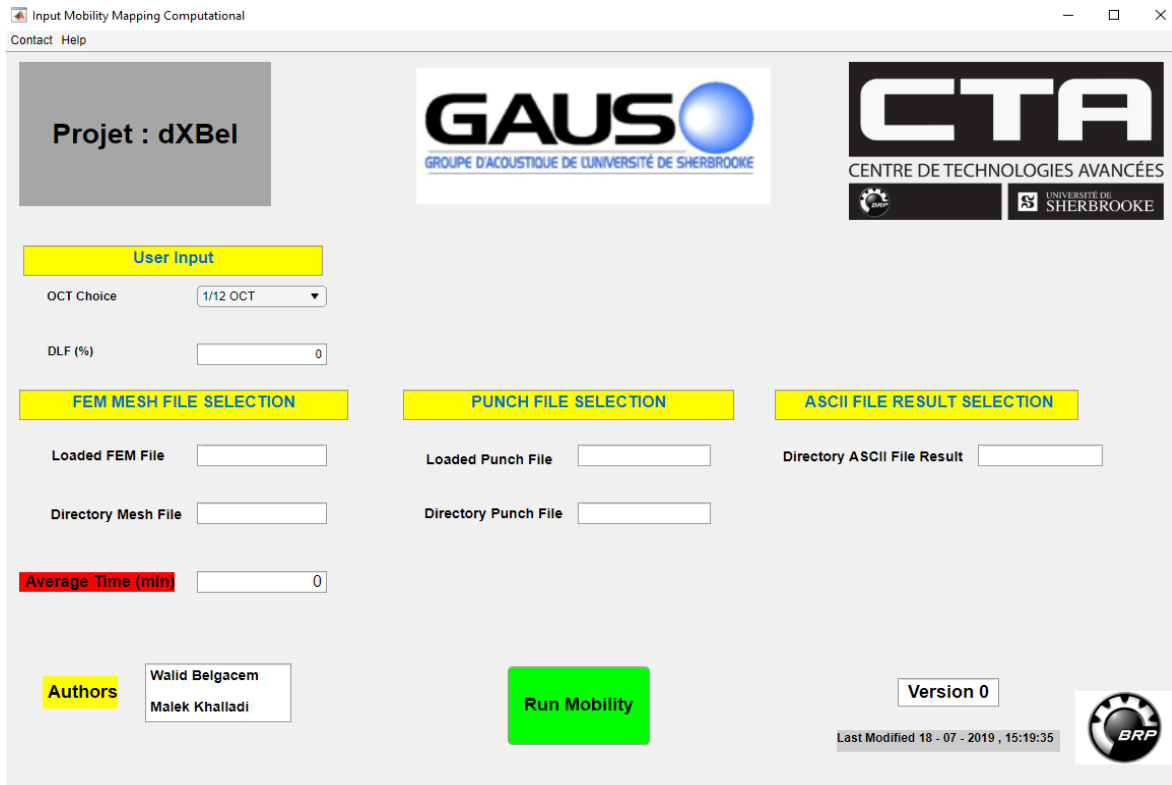 Input Mobility Mapping Computational
Contact Help
Projet : dXBel
GAUS
GROUPE D'ACOUSTIQUE DE L'UNIVERSITÉ DE SHERBROOKE
CTA
CENTRE DE TECHNOLOGIES AVANCÉES
BRP
UNIVERSITÉ DE
SHERBROOKE
User Input
OCT Choice 1/12 OCT
DLF (%) 0
FEM MESH FILE SELECTION PUNCH FILE SELECTION ASCII FILE RESULT SELECTION
Loaded FEM File Loaded Punch File Directory ASCII File Result
Directory Mesh File Directory Punch File
Average Time (min) 0
Authors
Walid Belgacem
Malek Khalladi
Run Mobility
Version 0
Last Modified 18 - 07 - 2019 , 15:19:35
BRP